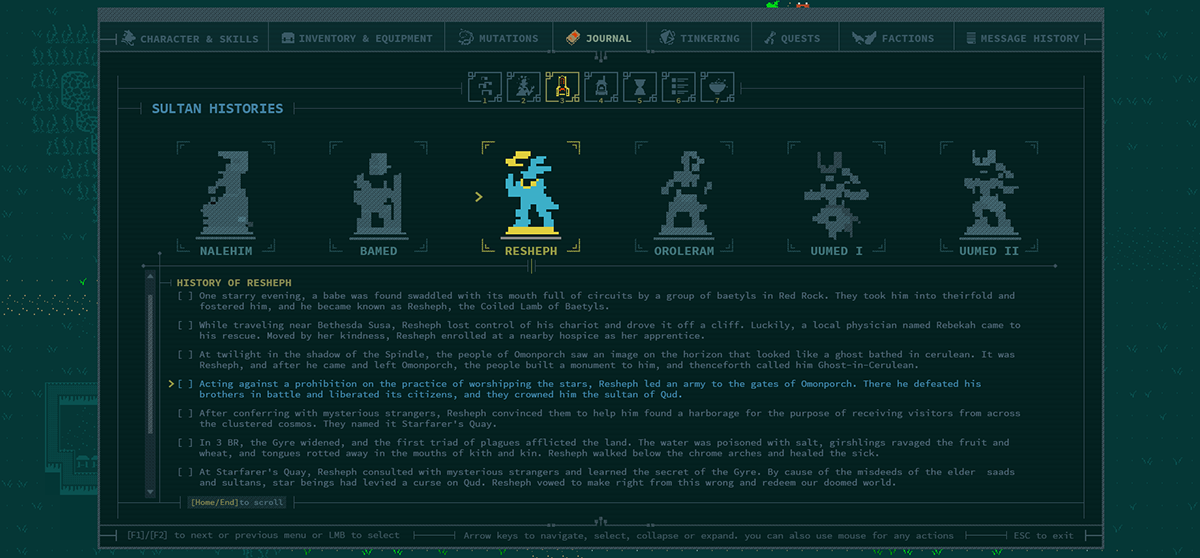 CHARACTER & SKILLS
INVENTORY & EQUIPMENT
MUTATIONS
JOURNAL
TINKERING
QUESTS
FACTIONS
MESSAGE HISTORY
1 2 3 4 5 6 7
SULTAN HISTORIES
NALEHIM
BAMED
> RESHEPH
OROLERAM
UUMED I
UUMED II
HISTORY OF RESHEPH
[ ] One starry evening, a babe was found swaddled with its mouth full of circuits by a group of baetyls in Red Rock. They took him into theirfold and
fostered him, and he became known as Resheph, the Coiled Lamb of Baetyls.
[ ] While traveling near Bethesda Susa, Resheph lost control of his chariot and drove it off a cliff. Luckily, a local physician named Rebekah came to
his rescue. Moved by her kindness, Resheph enrolled at a nearby hospice as her apprentice.
[ ] At twilight in the shadow of the Spindle, the people of Omonporch saw an image on the horizon that looked like a ghost bathed in cerulean. It was
Resheph, and after he came and left Omonporch, the people built a monument to him, and thenceforth called him Ghost-in-Cerulean.
> [ ] Acting against a prohibition on the practice of worshipping the stars, Resheph led an army to the gates of Omonporch. There he defeated his
brothers in battle and liberated its citizens, and they crowned him the sultan of Qud.
[ ] After conferring with mysterious strangers, Resheph convinced them to help him found a harborage for the purpose of receiving visitors from across
the clustered cosmos. They named it Starfarer's Quay.
[ ] In 3 BR, the Gyre widened, and the first triad of plagues afflicted the land. The water was poisoned with salt, girshlings ravaged the fruit and
wheat, and tongues rotted away in the mouths of kith and kin. Resheph walked below the chrome arches and healed the sick.
[ ] At Starfarer's Quay, Resheph consulted with mysterious strangers and learned the secret of the Gyre. By cause of the misdeeds of the elder saads
and sultans, star beings had levied a curse on Qud. Resheph vowed to make right from this wrong and redeem our doomed world.
[Home/End]to scroll
[F1]/[F2] to next or previous menu or LMB to select
Arrow keys to navigate, select, collapse or expand. you can also use mouse for any actions
ESC to exit